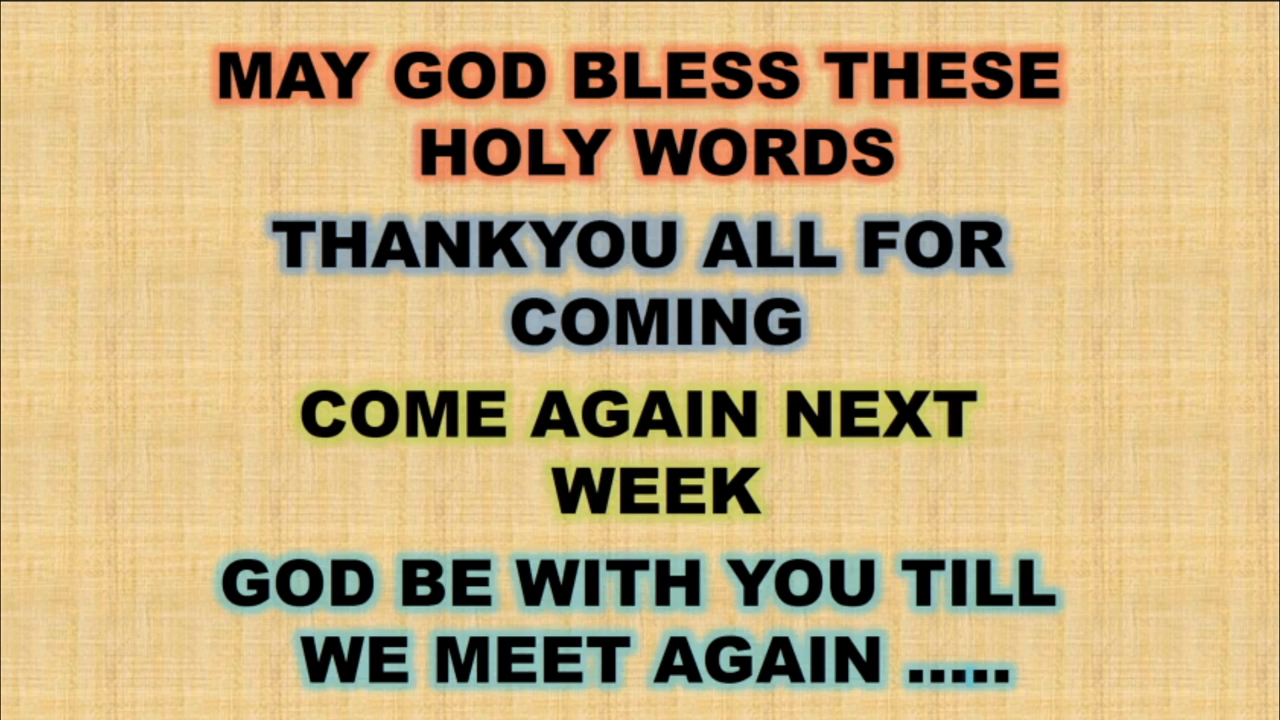 MAY GOD BLESS THESE
HOLY WORDS
THANKYOU ALL FOR
COMING
COME AGAIN NEXT
WEEK
GOD BE WITH YOU TILL
WE MEET AGAIN .....